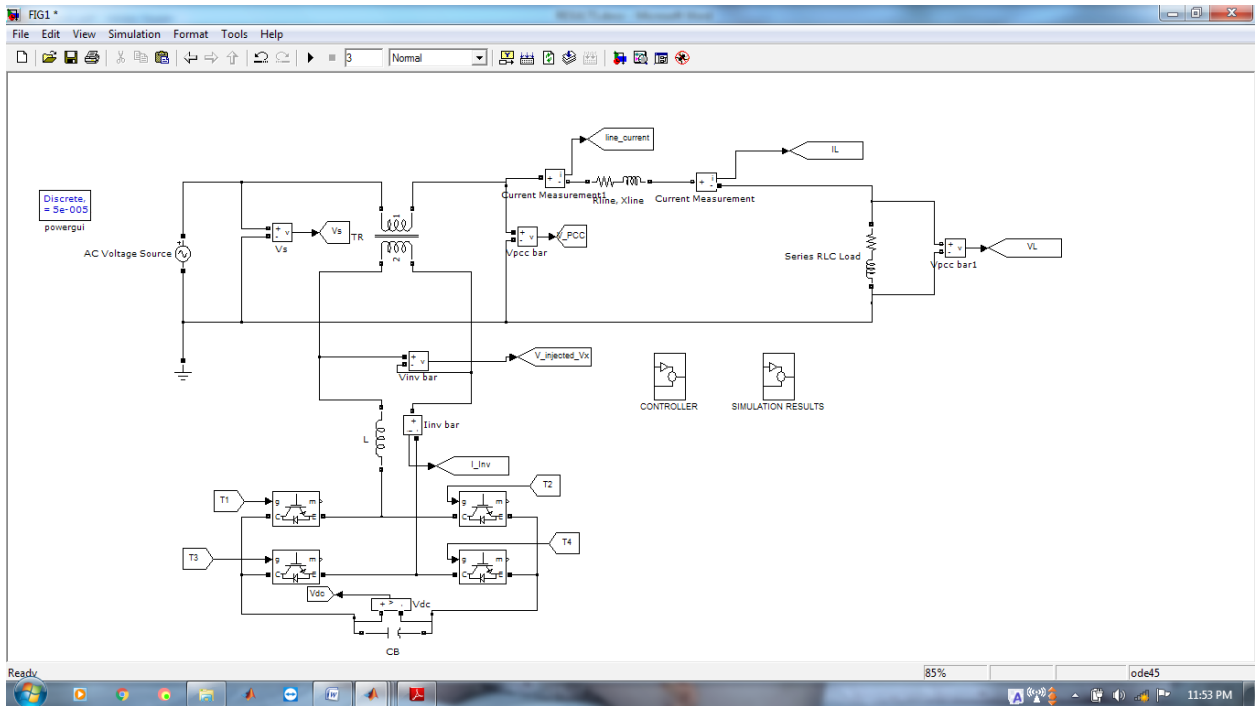 FIG1 *
File Edit View Simulation Format Tools Help
3 Normal
line_current
IL
Current Measurement1
Rline, Xline
Current Measurement
Discrete,
= 5e-005
powergui
AC Voltage Source
+ - v
Vs
Vs
TR
1
2
+ - v
V_PCC
Vpcc bar
Series RLC Load
+ - v
VL
Vpcc bar1
+ - v
V_injected_Vx
Vinv bar
CONTROLLER
SIMULATION RESULTS
L
Iinv bar
I_Inv
T1
g m
C E
T2
g m
C E
T3
g m
C E
T4
g m
C E
Vdc
Vdc
CB
Ready
85%
ode45
11:53 PM